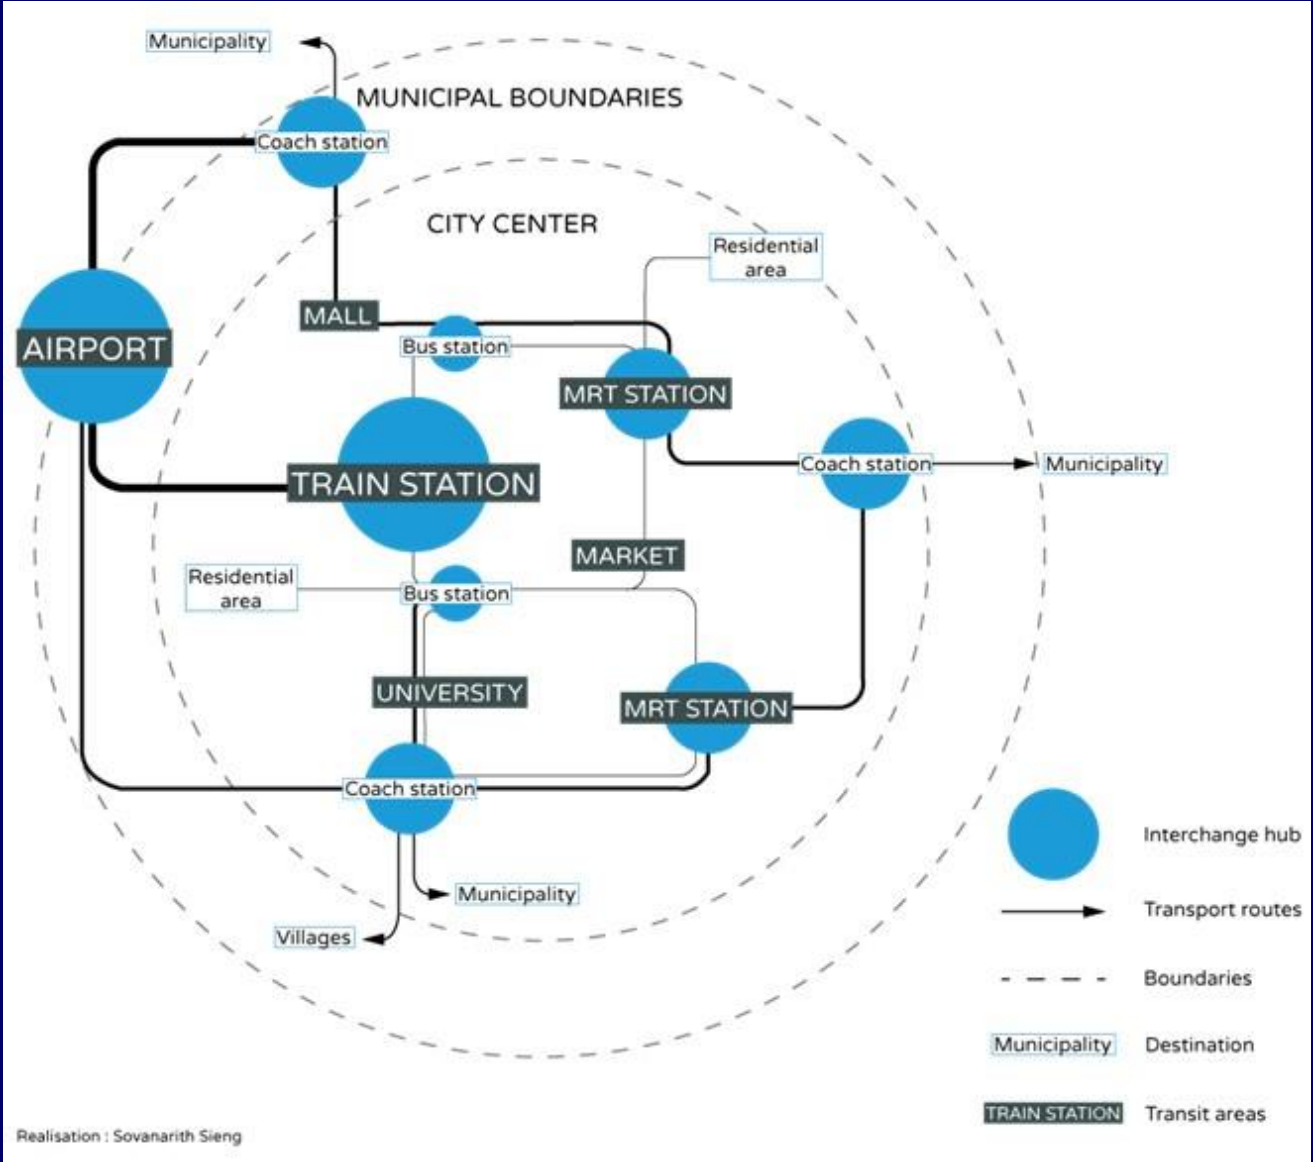 Municipality
MUNICIPAL BOUNDARIES
Coach station
CITY CENTER
Residential
area
MALL
Bus station
AIRPORT
MRT STATION
TRAIN STATION
Coach station
Municipality
MARKET
Residential
area
Bus station
UNIVERSITY
MRT STATION
Coach station
Municipality
Villages
Interchange hub
Transport routes
Boundaries
Municipality
Destination
TRAIN STATION
Transit areas
Realisation : Sovanarith Sieng